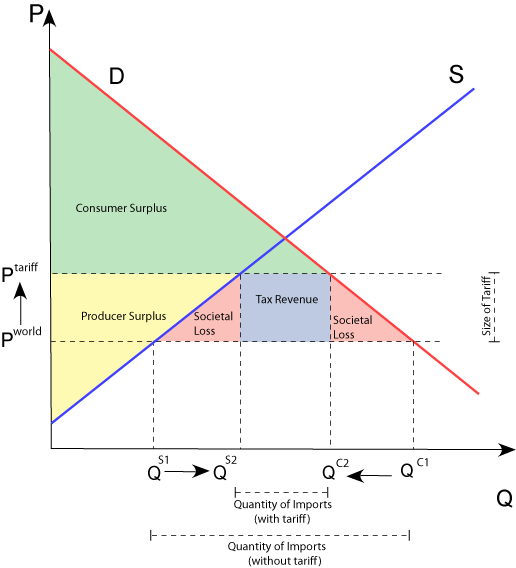 P
D
S
Consumer Surplus
P tariff
Producer Surplus
Societal
Loss
Tax Revenue
Societal
Loss
Size of Tariff
P world
Q S1
Q S2
Q C2
Q C1
Q
Quantity of Imports
(with tariff)
Quantity of Imports
(without tariff)